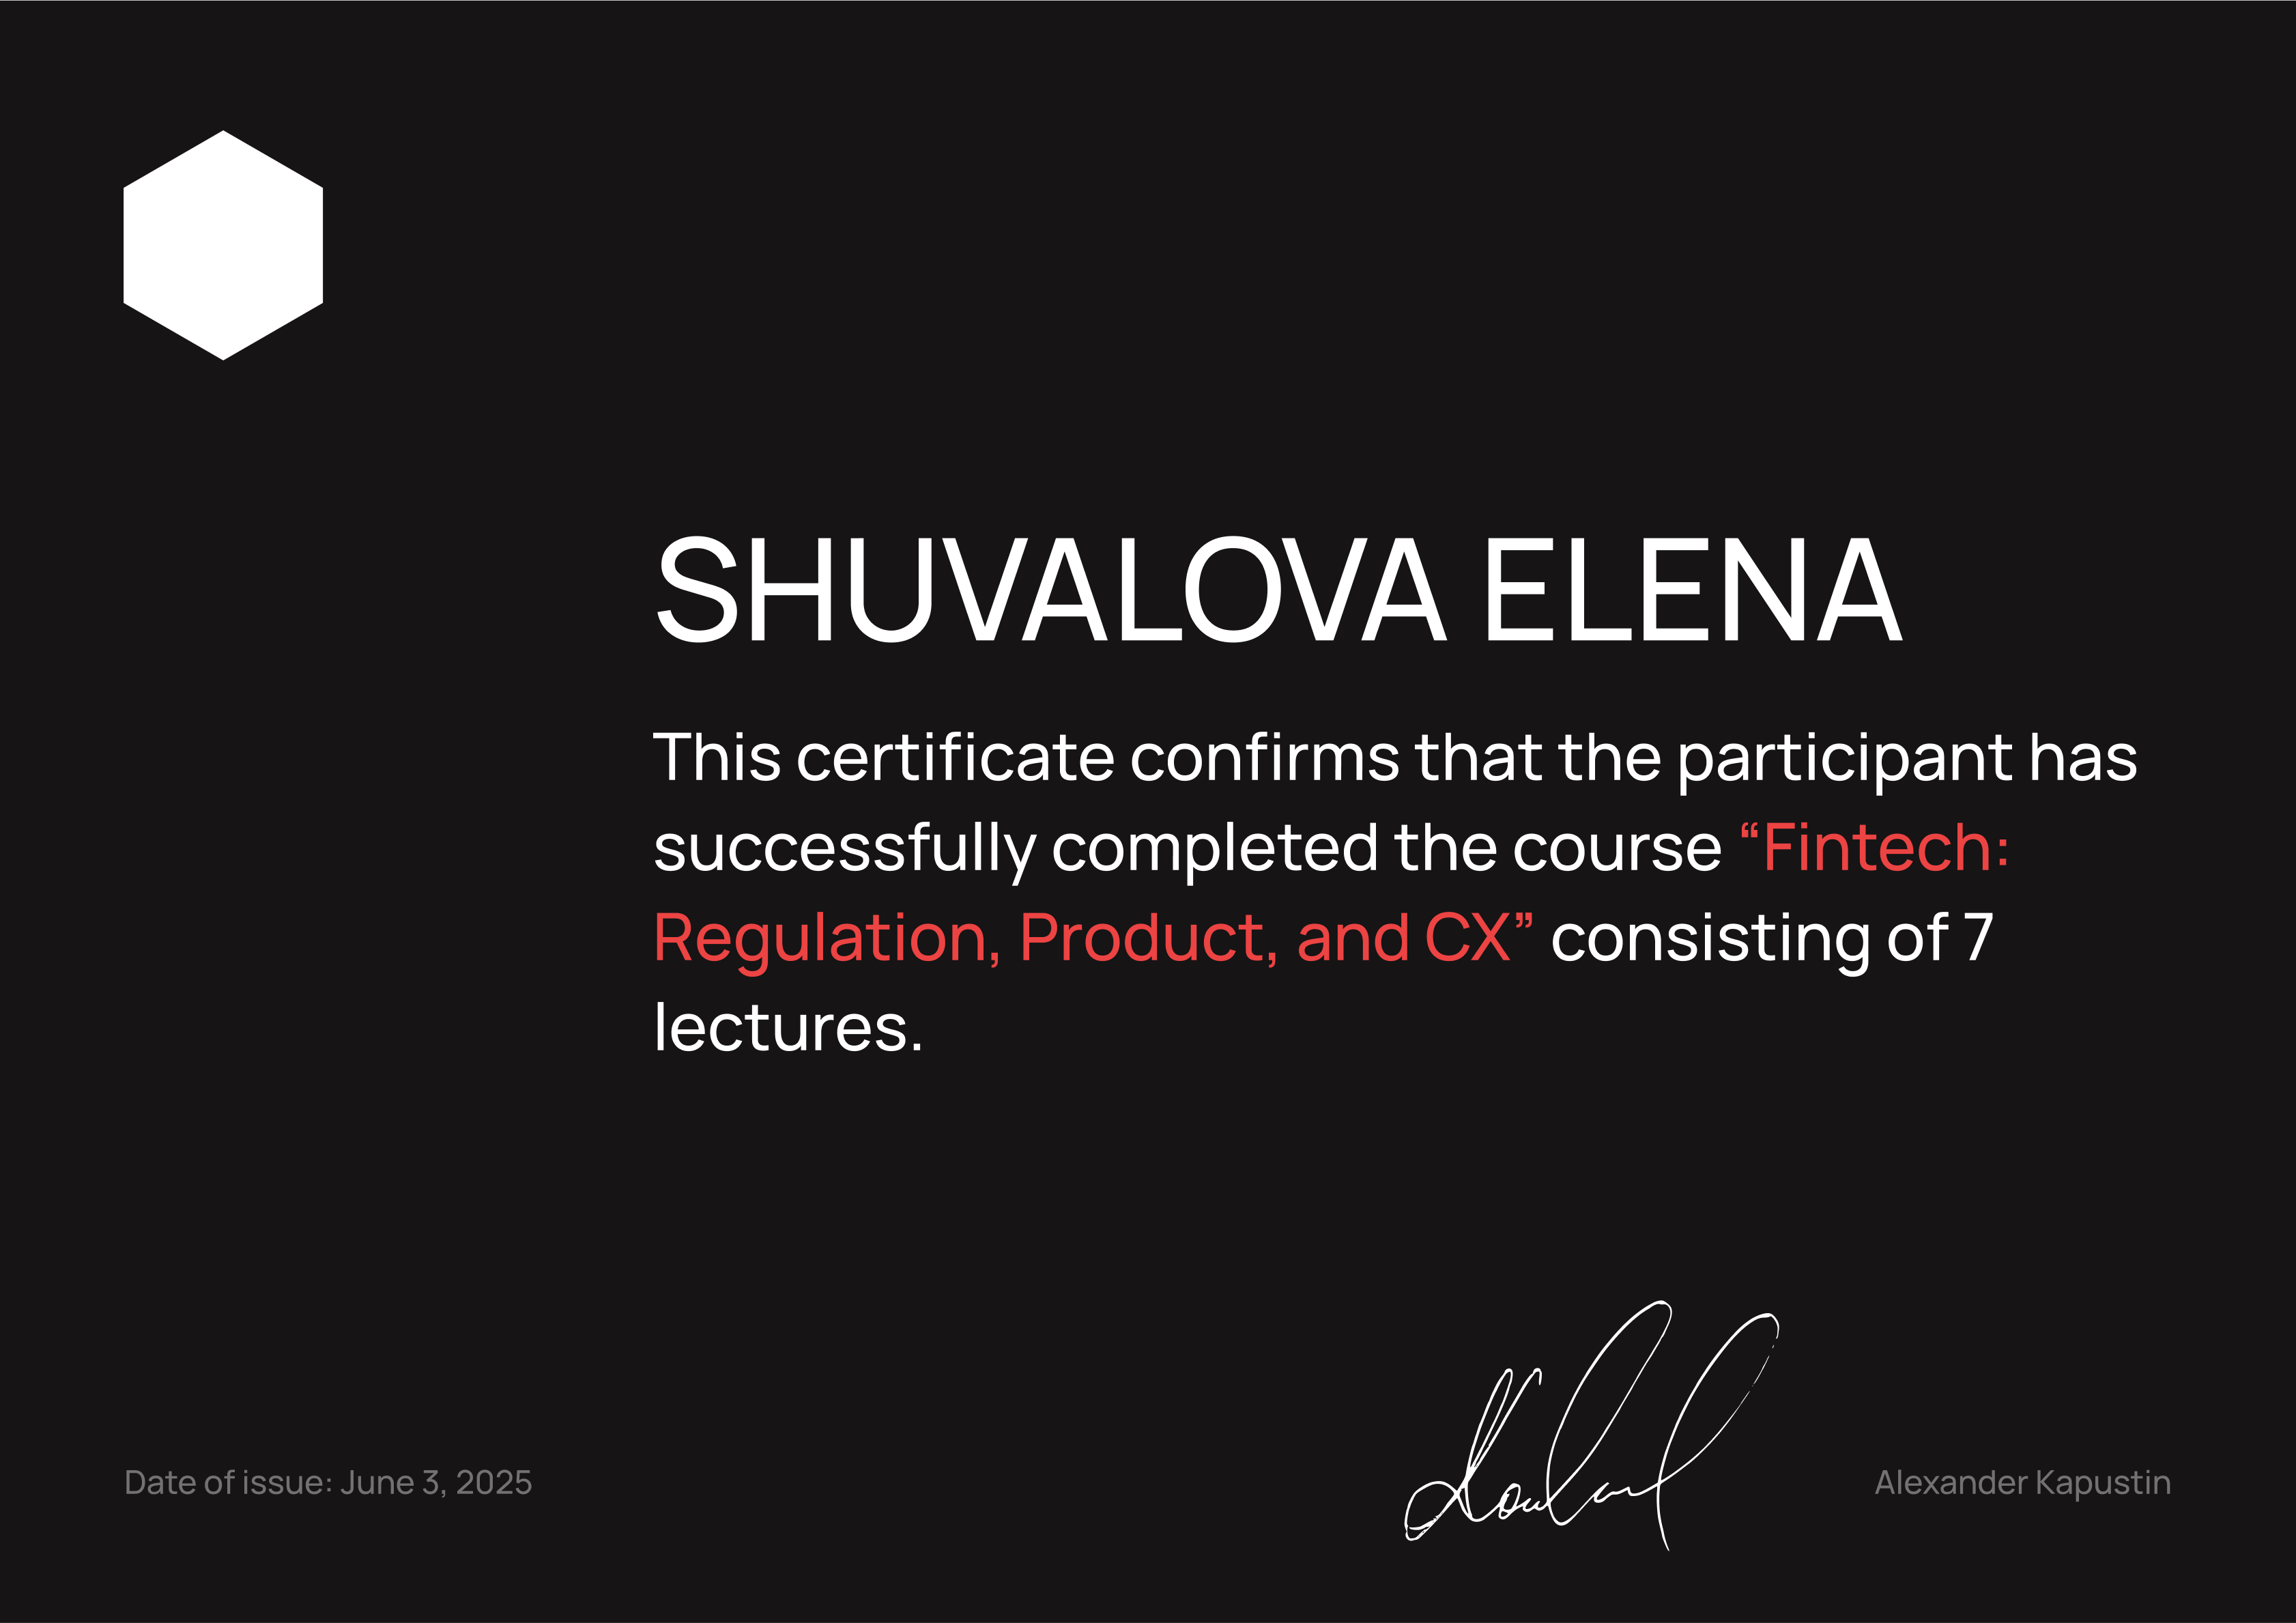 SHUVALOVA ELENA
This certificate confirms that the participant has
successfully completed the course “Fintech:
Regulation, Product, and CX” consisting of 7
lectures.
Date of issue: June 3, 2025
Alexander Kapustin